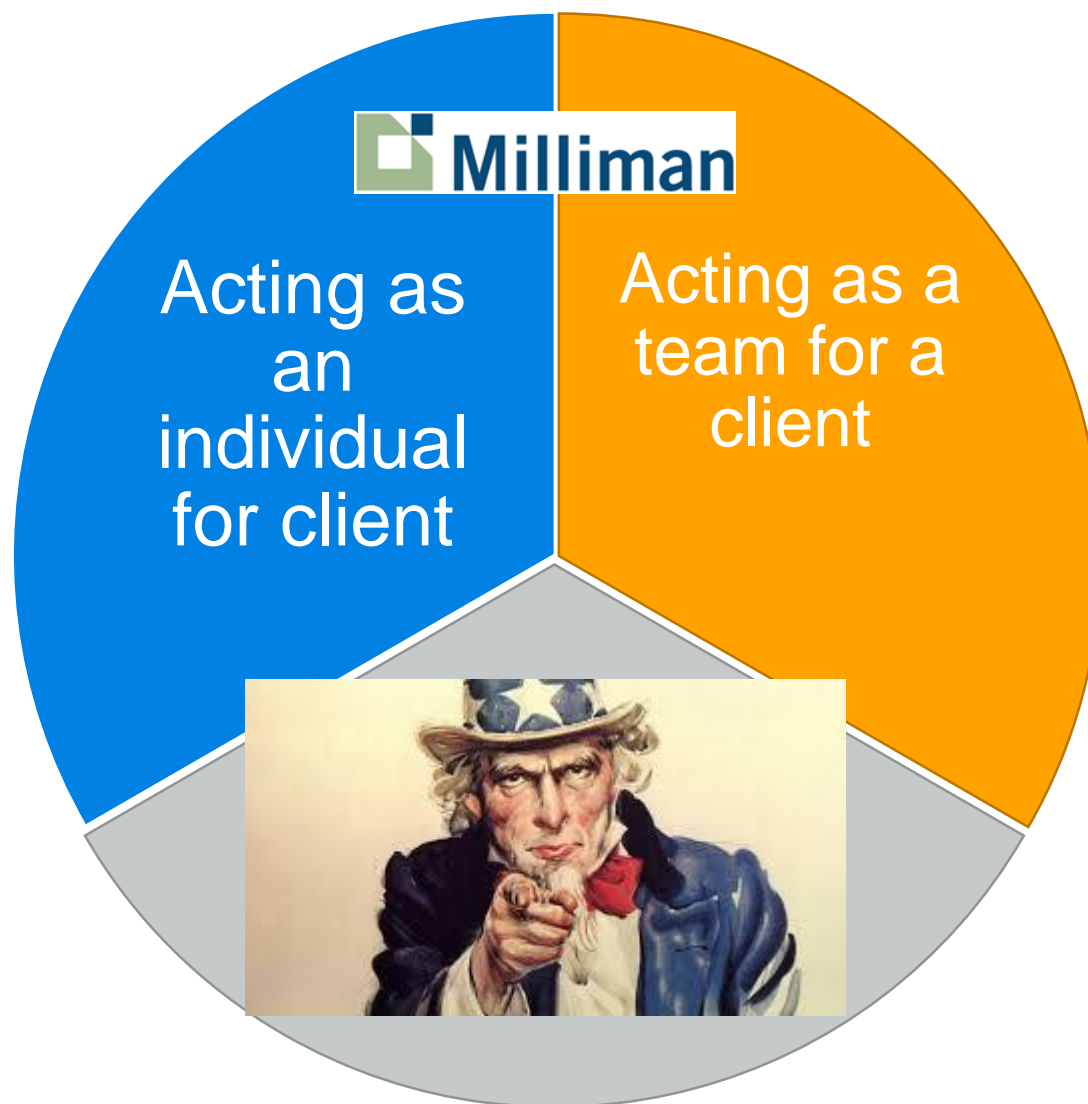 Milliman
Acting as
an
individual
for client
Acting as a
team for a
client